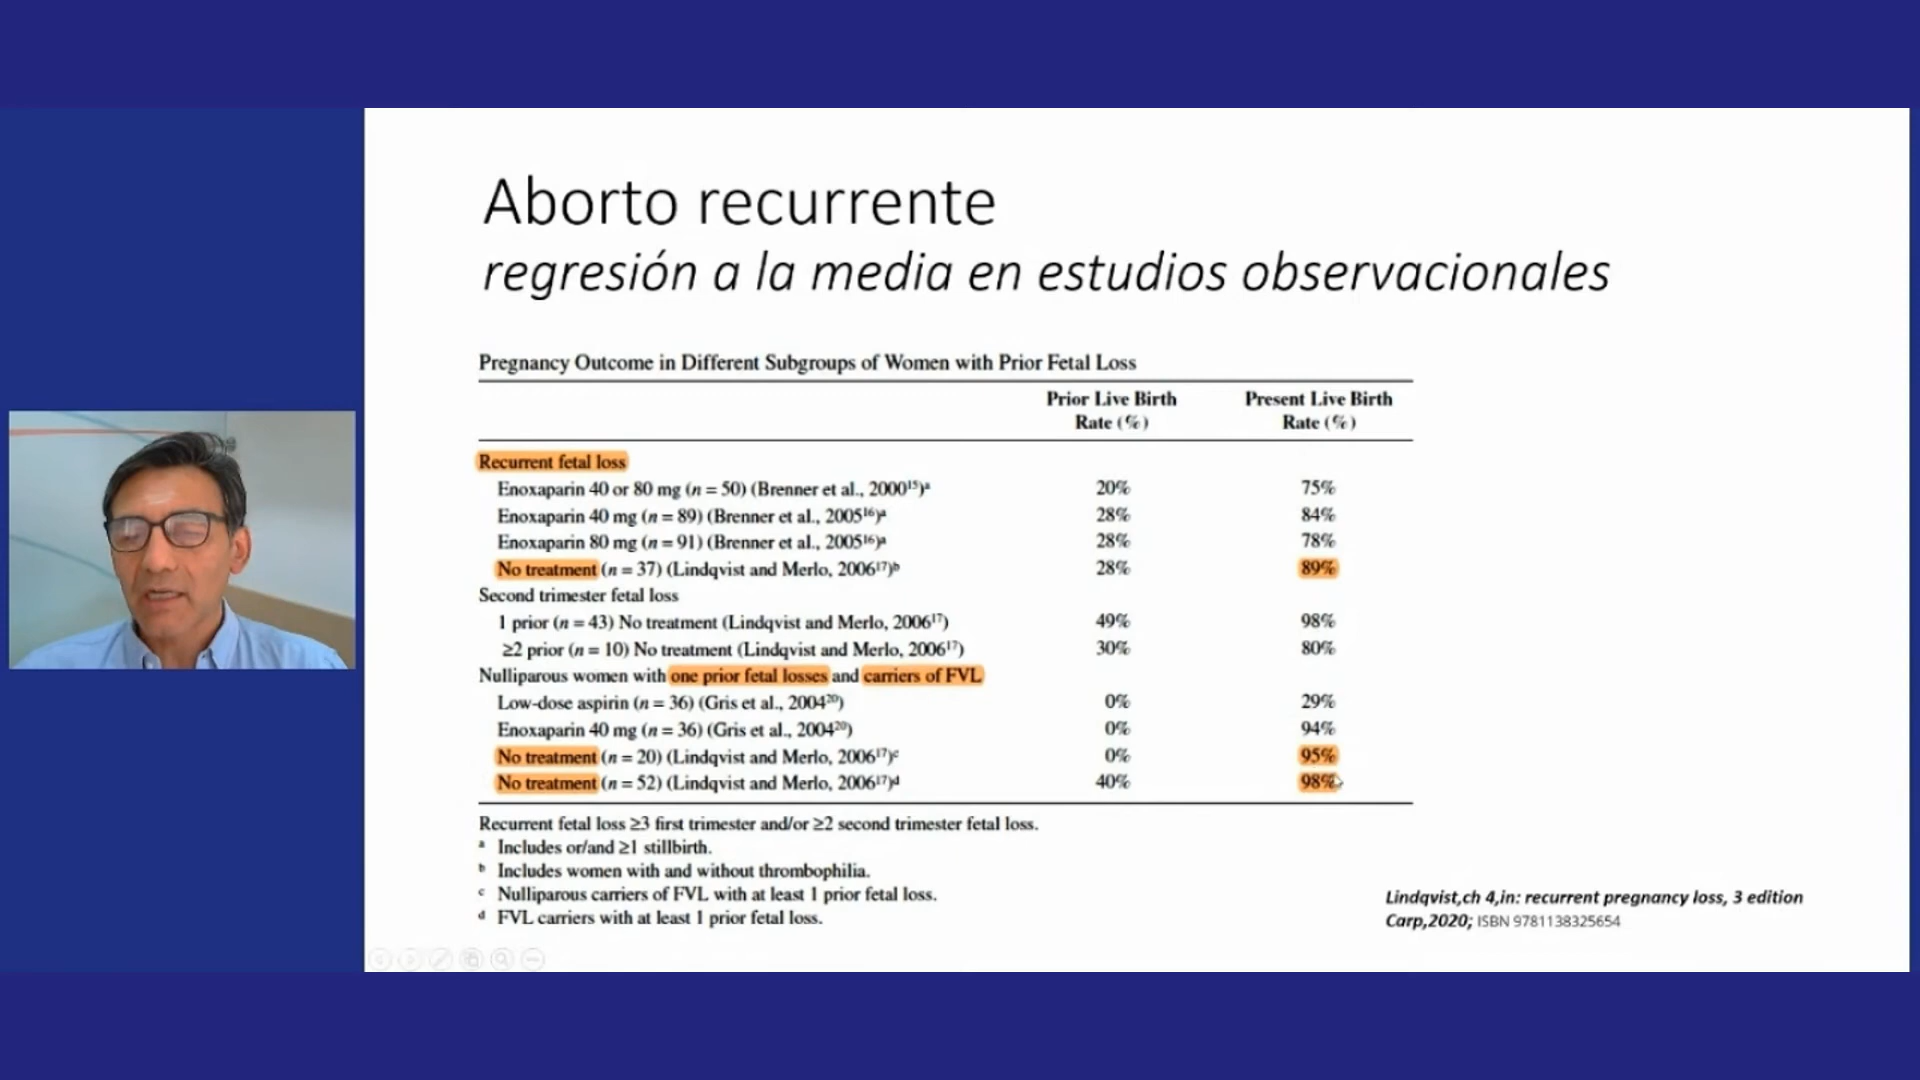 Aborto recurrente
regresión a la media en estudios observacionales
Pregnancy Outcome in Different Subgroups of Women with Prior Fetal Loss
Prior Live Birth Rate (%) Present Live Birth Rate (%)
Recurrent fetal loss
Enoxaparin 40 or 80 mg (n = 50) (Brenner et al., 2000¹⁵)ᵃ 20% 75%
Enoxaparin 40 mg (n = 89) (Brenner et al., 2005¹⁶)ᵃ 28% 84%
Enoxaparin 80 mg (n = 91) (Brenner et al., 2005¹⁶)ᵃ 28% 78%
No treatment (n = 37) (Lindqvist and Merlo, 2006¹⁷)ᵇ 28% 89%
Second trimester fetal loss
1 prior (n = 43) No treatment (Lindqvist and Merlo, 2006¹⁷) 49% 98%
≥2 prior (n = 10) No treatment (Lindqvist and Merlo, 2006¹⁷) 30% 80%
Nulliparous women with one prior fetal losses and carriers of FVL
Low-dose aspirin (n = 36) (Gris et al., 2004²⁰) 0% 29%
Enoxaparin 40 mg (n = 36) (Gris et al., 2004²⁰) 0% 94%
No treatment (n = 20) (Lindqvist and Merlo, 2006¹⁷)ᶜ 0% 95%
No treatment (n = 52) (Lindqvist and Merlo, 2006¹⁷)ᵈ 40% 98%
Recurrent fetal loss ≥3 first trimester and/or ≥2 second trimester fetal loss.
ᵃ Includes or/and ≥1 stillbirth.
ᵇ Includes women with and without thrombophilia.
ᶜ Nulliparous carriers of FVL with at least 1 prior fetal loss.
ᵈ FVL carriers with at least 1 prior fetal loss.
Lindqvist,ch 4,in: recurrent pregnancy loss, 3 edition
Carp,2020; ISBN 9781138325654